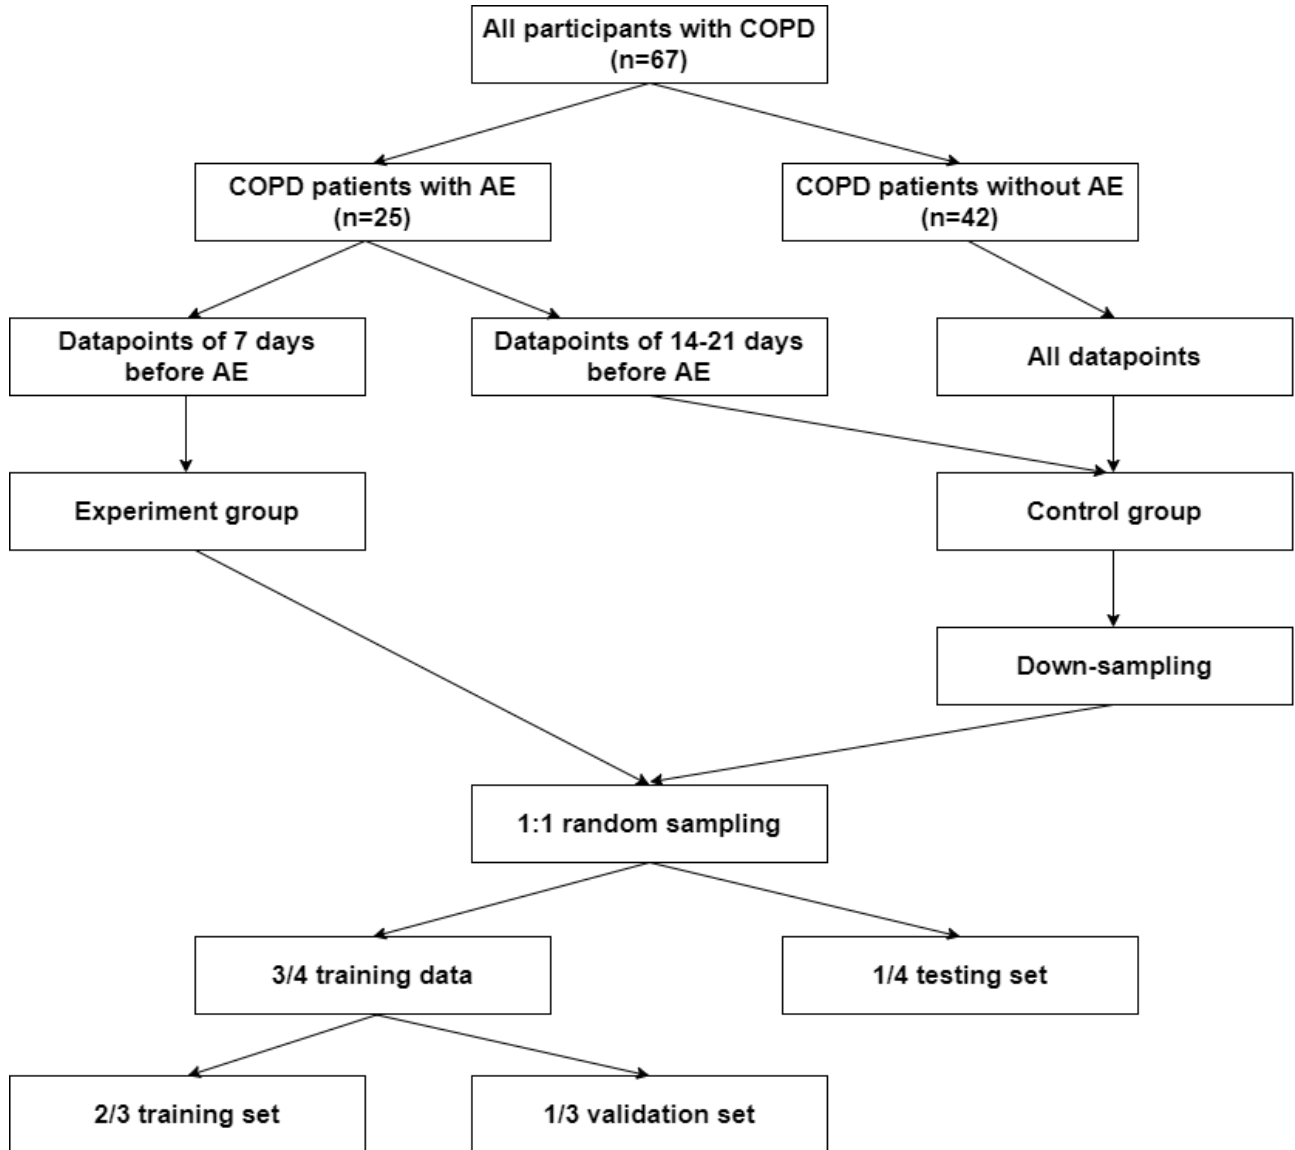 All participants with COPD
(n=67)
COPD patients with AE
(n=25)
COPD patients without AE
(n=42)
Datapoints of 7 days
before AE
Datapoints of 14-21 days
before AE
All datapoints
Experiment group
Control group
Down-sampling
1:1 random sampling
3/4 training data
1/4 testing set
2/3 training set
1/3 validation set